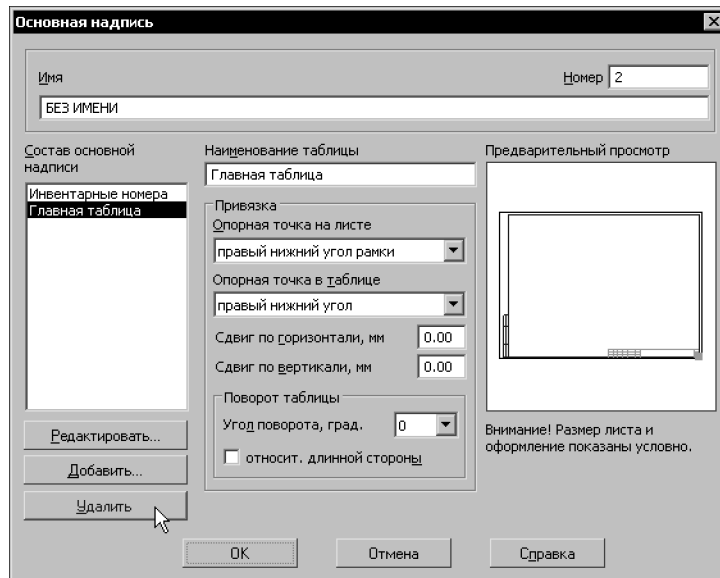 Основная надпись
Имя
Номер 2
БЕЗ ИМЕНИ
Состав основной
надписи
Инвентарные номера
Главная таблица
Редактировать...
Добавить...
Удалить
Наименование таблицы
Главная таблица
Привязка
Опорная точка на листе
правый нижний угол рамки
Опорная точка в таблице
правый нижний угол
Сдвиг по горизонтали, мм 0.00
Сдвиг по вертикали, мм 0.00
Поворот таблицы
Угол поворота, град. 0
относит. длинной стороны
Предварительный просмотр
Внимание! Размер листа и
оформление показаны условно.
OK
Отмена
Справка